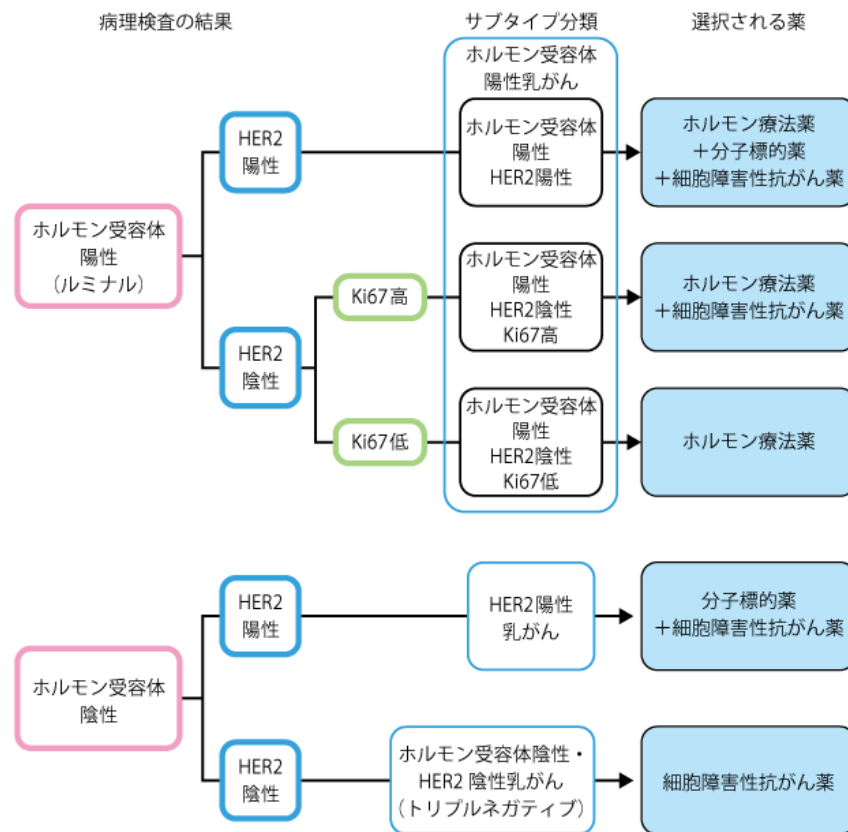 病理検査の結果
サブタイプ分類
選択される薬
ホルモン受容体
陽性乳がん
HER2
陽性
ホルモン受容体
陽性
HER2陽性
ホルモン療法薬
+分子標的薬
+細胞障害性抗がん薬
ホルモン受容体
陽性
(ルミナル)
Ki67高
ホルモン受容体
陽性
HER2陰性
Ki67高
ホルモン療法薬
+細胞障害性抗がん薬
HER2
陰性
Ki67低
ホルモン受容体
陽性
HER2陰性
Ki67低
ホルモン療法薬
HER2
陽性
HER2陽性
乳がん
分子標的薬
+細胞障害性抗がん薬
ホルモン受容体
陰性
HER2
陰性
ホルモン受容体陰性・
HER2 陰性乳がん
(トリプルネガティブ)
細胞障害性抗がん薬